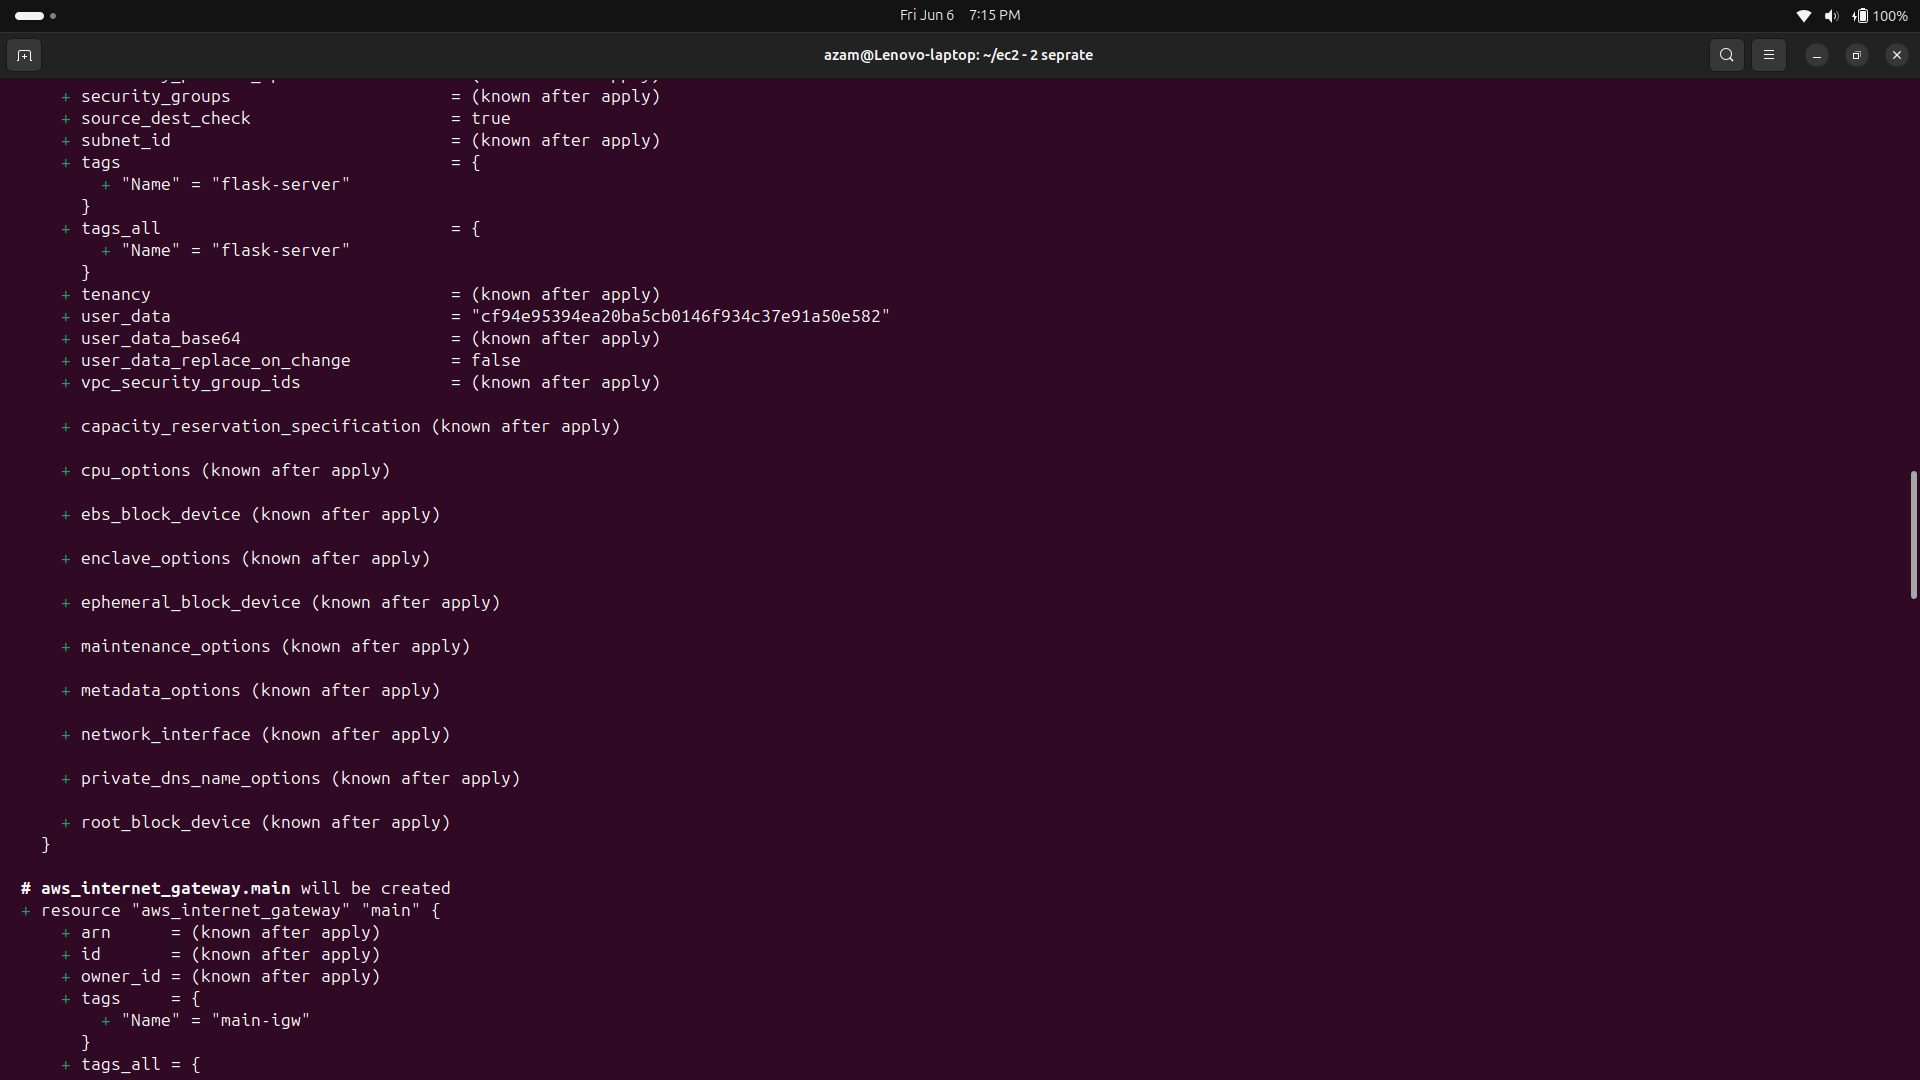 Fri Jun 6 7:15 PM
100%
azam@Lenovo-laptop: ~/ec2 - 2 seprate
+ security_groups = (known after apply)
+ source_dest_check = true
+ subnet_id = (known after apply)
+ tags = {
+ "Name" = "flask-server"
}
+ tags_all = {
+ "Name" = "flask-server"
}
+ tenancy = (known after apply)
+ user_data = "cf94e95394ea20ba5cb0146f934c37e91a50e582"
+ user_data_base64 = (known after apply)
+ user_data_replace_on_change = false
+ vpc_security_group_ids = (known after apply)
+ capacity_reservation_specification (known after apply)
+ cpu_options (known after apply)
+ ebs_block_device (known after apply)
+ enclave_options (known after apply)
+ ephemeral_block_device (known after apply)
+ maintenance_options (known after apply)
+ metadata_options (known after apply)
+ network_interface (known after apply)
+ private_dns_name_options (known after apply)
+ root_block_device (known after apply)
}
# aws_internet_gateway.main will be created
+ resource "aws_internet_gateway" "main" {
+ arn = (known after apply)
+ id = (known after apply)
+ owner_id = (known after apply)
+ tags = {
+ "Name" = "main-igw"
}
+ tags_all = {